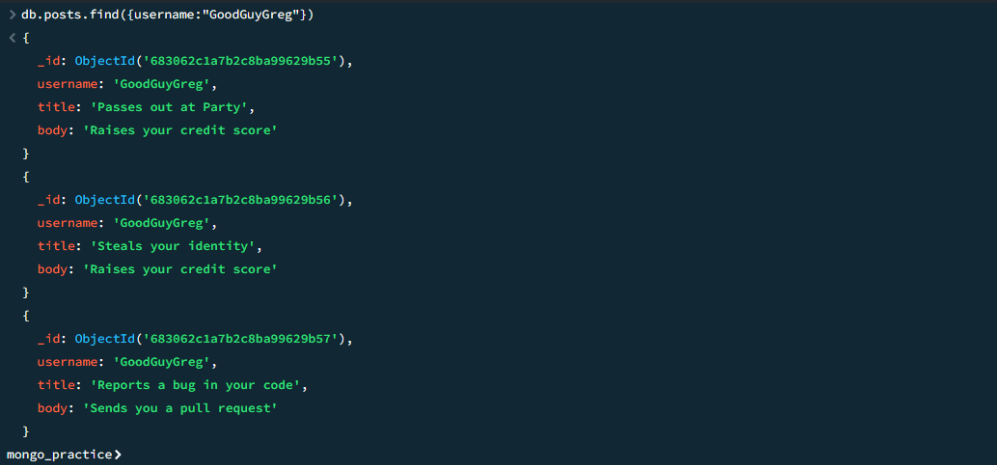 > db.posts.find({username:"GoodGuyGreg"})
< {
_id: ObjectId('683062c1a7b2c8ba99629b55'),
username: 'GoodGuyGreg',
title: 'Passes out at Party',
body: 'Raises your credit score'
}
{
_id: ObjectId('683062c1a7b2c8ba99629b56'),
username: 'GoodGuyGreg',
title: 'Steals your identity',
body: 'Raises your credit score'
}
{
_id: ObjectId('683062c1a7b2c8ba99629b57'),
username: 'GoodGuyGreg',
title: 'Reports a bug in your code',
body: 'Sends you a pull request'
}
mongo_practice>